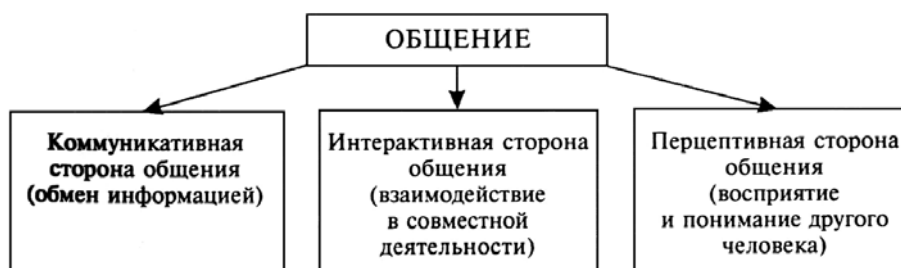 ОБЩЕНИЕ
Коммуникативная
сторона общения
(обмен информацией)
Интерактивная сторона
общения
(взаимодействие
в совместной
деятельности)
Перцептивная сторона
общения
(восприятие
и понимание другого
человека)